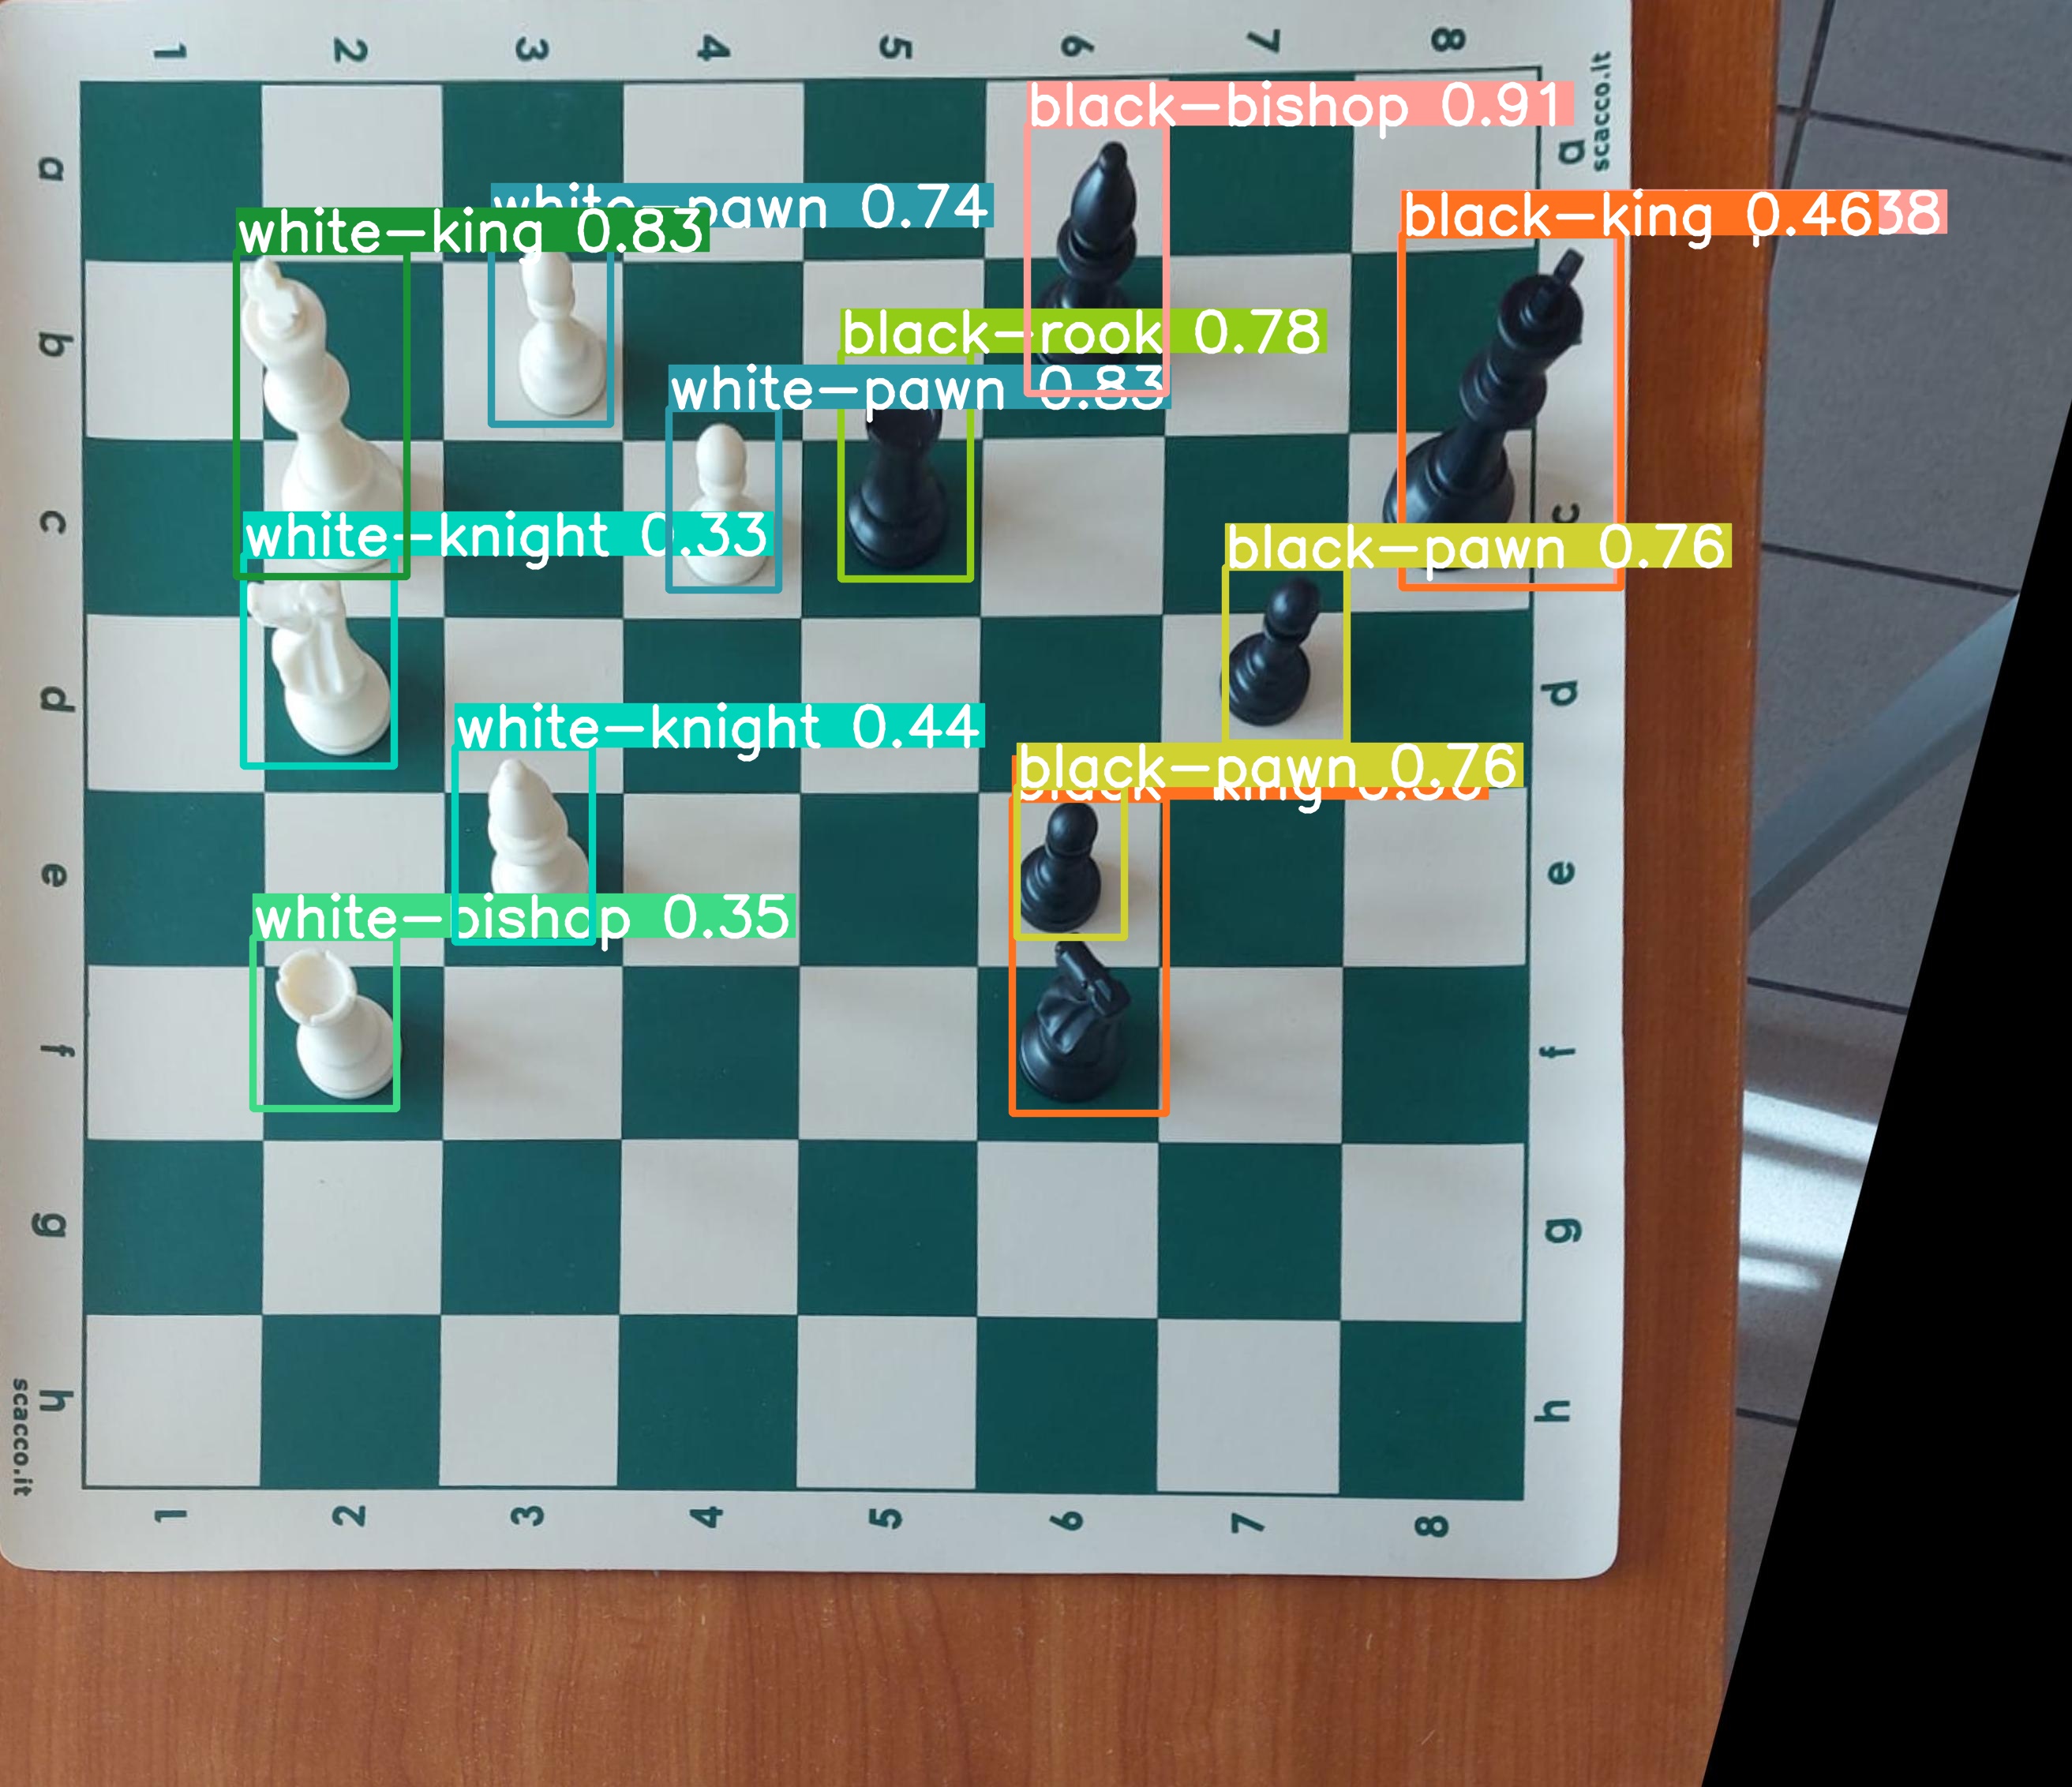 1 2 3 4 5 6 7 8
scacco.it
black-bishop 0.91
a a
white-pawn 0.74
black-king 0.46 38
white-king 0.83
black-rook 0.78
b
white-pawn 0.83
c c
white-knight 0.33
black-pawn 0.76
d d
white-knight 0.44
black-pawn 0.76
black-king
e e
white-bishop 0.35
f f
g g
h h
scacco.it
1 2 3 4 5 6 7 8